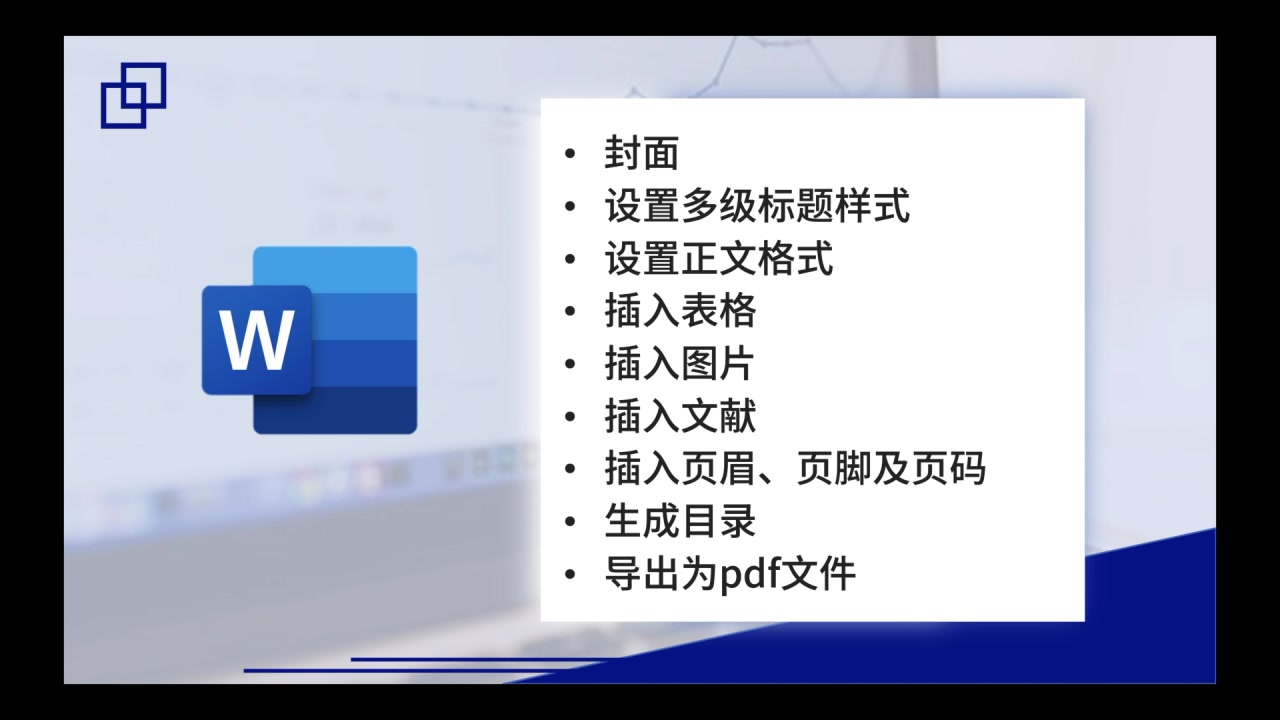 W
• 封面
• 设置多级标题样式
• 设置正文格式
• 插入表格
• 插入图片
• 插入文献
• 插入页眉、页脚及页码
• 生成目录
• 导出为pdf文件